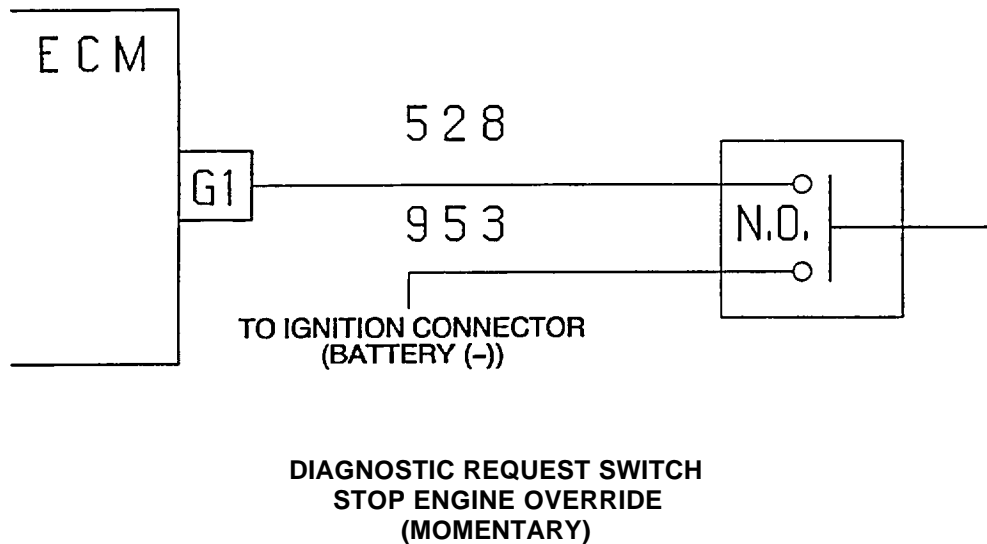 ECM
528
G1
953
N.O.
TO IGNITION CONNECTOR
(BATTERY (–))
DIAGNOSTIC REQUEST SWITCH
STOP ENGINE OVERRIDE
(MOMENTARY)